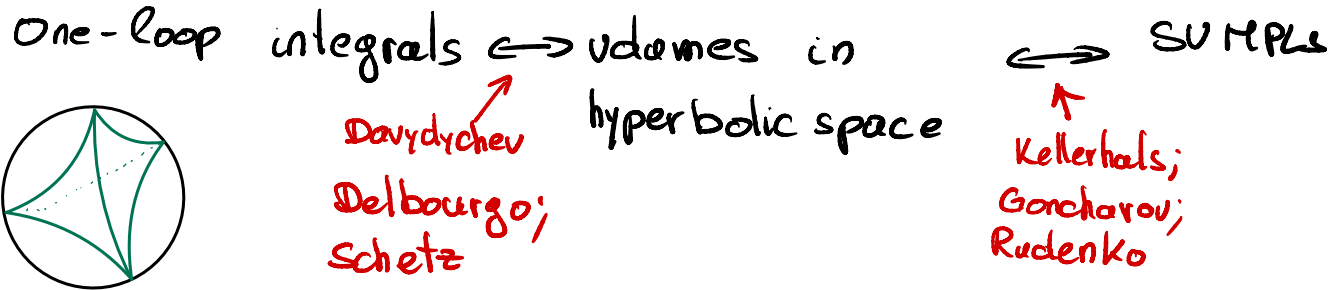 One-loop integrals ⟷ volumes in ⟷ SVMPLs
hyperbolic space
Davydychev
Delbourgo;
Schetz
Kellerhals;
Goncharov;
Rudenko